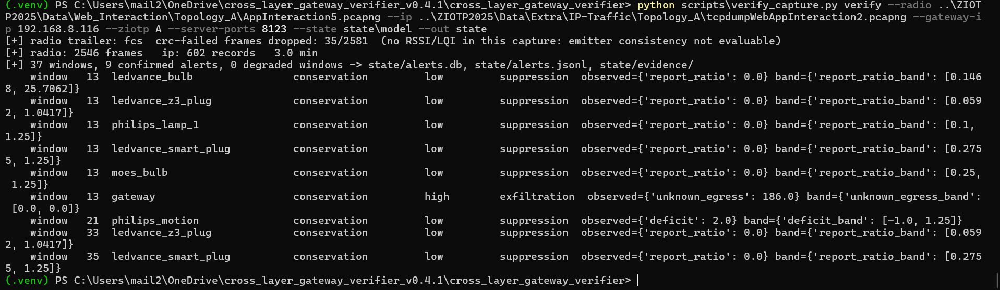 (.venv) PS C:\Users\mail2\OneDrive\cross_layer_gateway_verifier_v0.4.1\cross_layer_gateway_verifier> python scripts\verify_capture.py verify --radio ..\ZIOT
P2025\Data\Web_Interaction\Topology_A\AppInteraction5.pcapng --ip ..\ZIOTP2025\Data\Extra\IP-Traffic\Topology_A\tcpdumpWebAppInteraction2.pcapng --gateway-i
p 192.168.8.116 --ziotp A --server-ports 8123 --state state\model --out state
[+] radio trailer: fcs  crc-failed frames dropped: 35/2581  (no RSSI/LQI in this capture: emitter consistency not evaluable)
[+] radio: 2546 frames   ip: 602 records   3.0 min
[+] 37 windows, 9 confirmed alerts, 0 degraded windows -> state/alerts.db, state/alerts.jsonl, state/evidence/
    window   13  ledvance_bulb                conservation         low         suppression  observed={'report_ratio': 0.0} band={'report_ratio_band': [0.146
8, 25.7062]}
    window   13  ledvance_z3_plug             conservation         low         suppression  observed={'report_ratio': 0.0} band={'report_ratio_band': [0.059
2, 1.0417]}
    window   13  philips_lamp_1               conservation         low         suppression  observed={'report_ratio': 0.0} band={'report_ratio_band': [0.1,
1.25]}
    window   13  ledvance_smart_plug          conservation         low         suppression  observed={'report_ratio': 0.0} band={'report_ratio_band': [0.275
5, 1.25]}
    window   13  moes_bulb                    conservation         low         suppression  observed={'report_ratio': 0.0} band={'report_ratio_band': [0.25,
 1.25]}
    window   13  gateway                      conservation         high        exfiltration  observed={'unknown_egress': 186.0} band={'unknown_egress_band':
 [0.0, 0.0]}
    window   21  philips_motion               conservation         low         suppression  observed={'deficit': 2.0} band={'deficit_band': [-1.0, 1.25]}
    window   33  ledvance_z3_plug             conservation         low         suppression  observed={'report_ratio': 0.0} band={'report_ratio_band': [0.059
2, 1.0417]}
    window   35  ledvance_smart_plug          conservation         low         suppression  observed={'report_ratio': 0.0} band={'report_ratio_band': [0.275
5, 1.25]}
(.venv) PS C:\Users\mail2\OneDrive\cross_layer_gateway_verifier_v0.4.1\cross_layer_gateway_verifier>